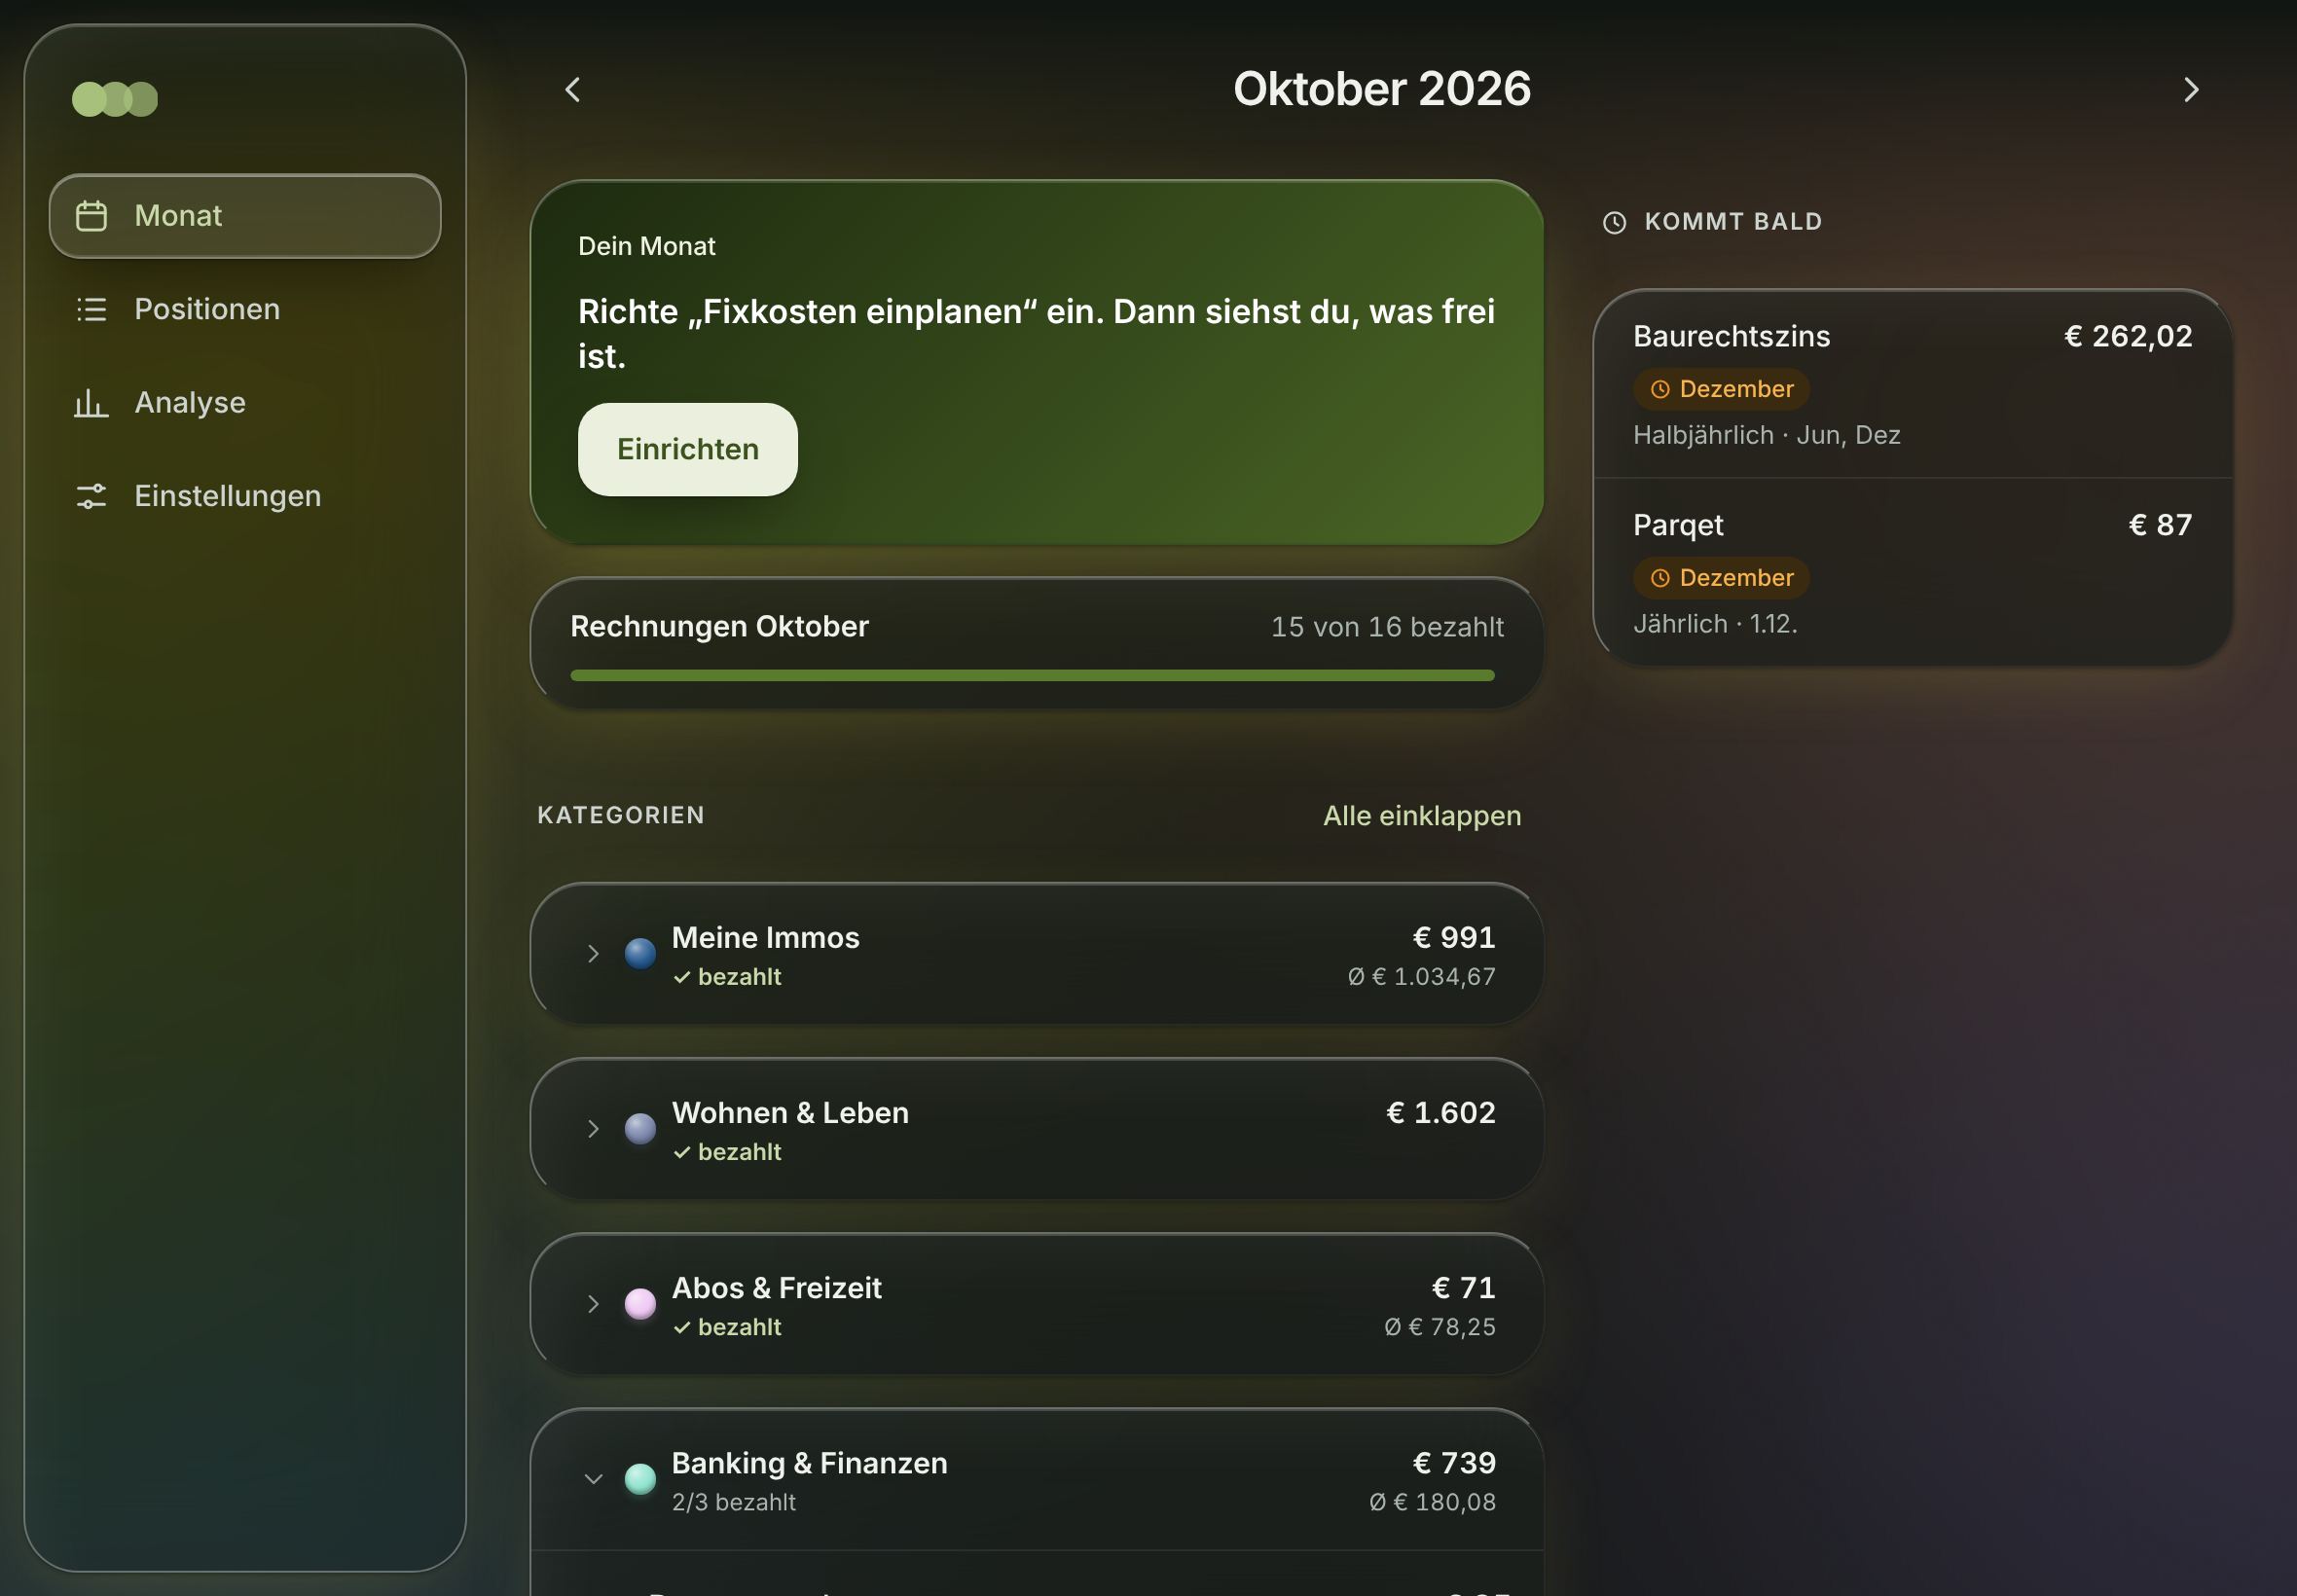 Oktober 2026
Monat
Positionen
Analyse
Einstellungen
Dein Monat
Richte „Fixkosten einplanen“ ein. Dann siehst du, was frei
ist.
Einrichten
Rechnungen Oktober 15 von 16 bezahlt
KATEGORIEN Alle einklappen
Meine Immos € 991
✓ bezahlt Ø € 1.034,67
Wohnen & Leben € 1.602
✓ bezahlt
Abos & Freizeit € 71
✓ bezahlt Ø € 78,25
Banking & Finanzen € 739
2/3 bezahlt Ø € 180,08
KOMMT BALD
Baurechtszins € 262,02
Dezember
Halbjährlich · Jun, Dez
Parqet € 87
Dezember
Jährlich · 1.12.